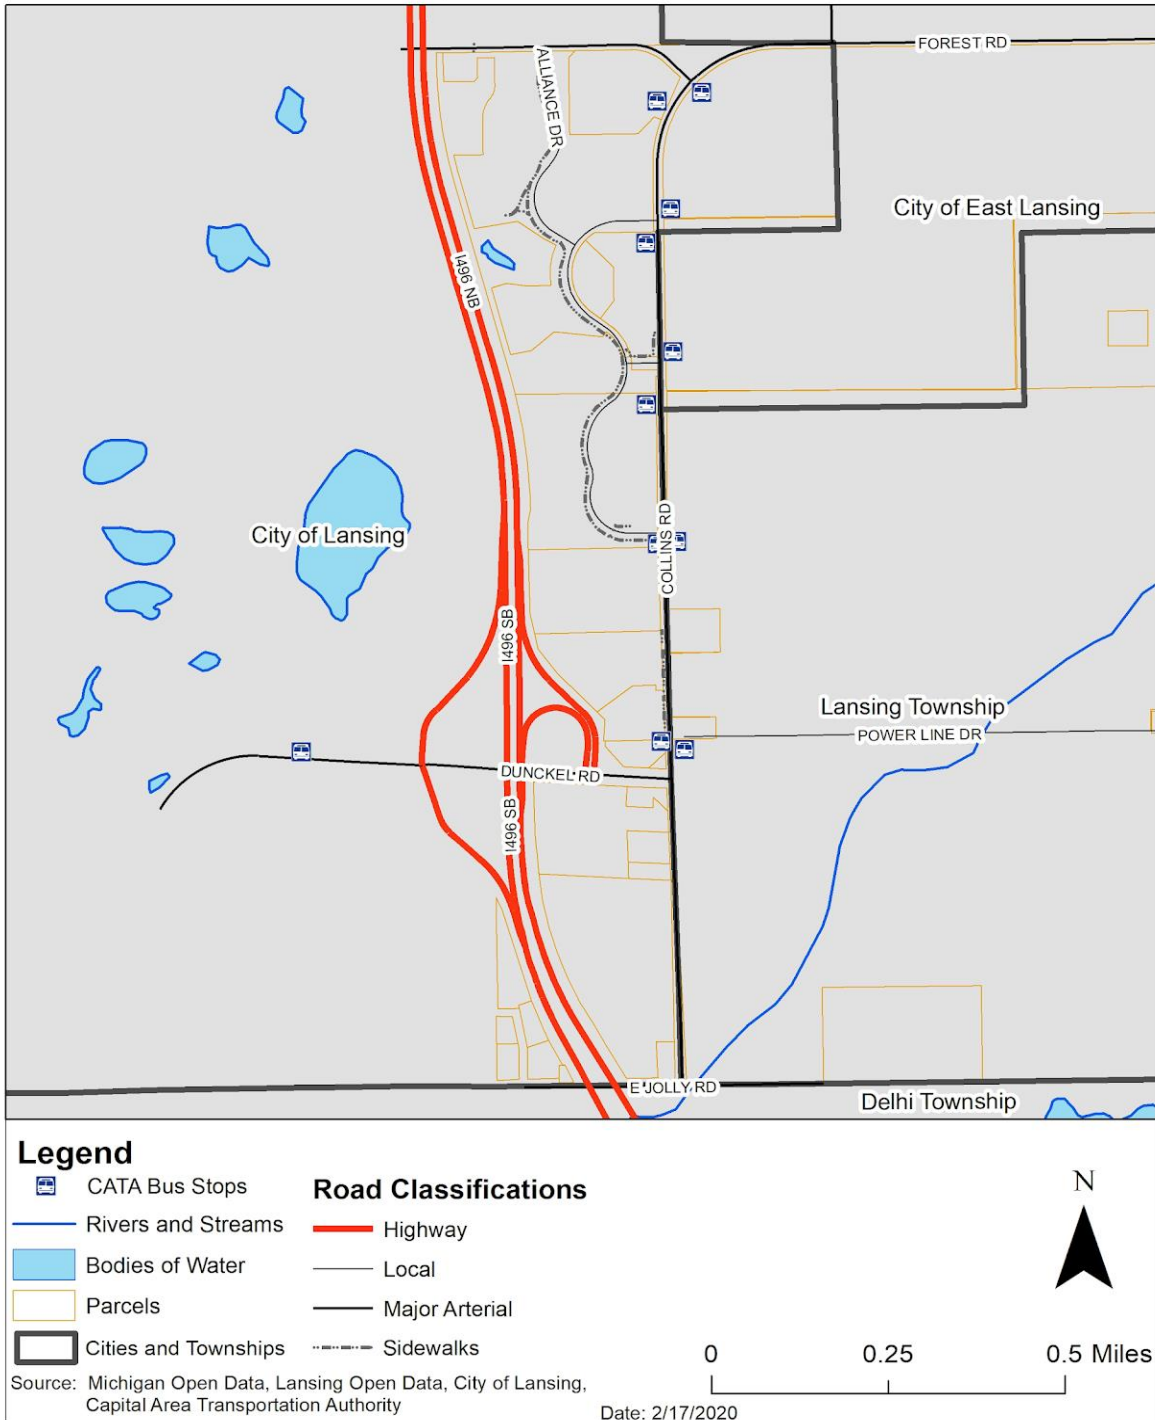 FOREST RD
ALLIANCE DR
City of East Lansing
I496 NB
COLLINS RD
City of Lansing
I496 SB
Lansing Township
POWER LINE DR
DUNCKEL RD
I496 SB
E JOLLY RD
Delhi Township
Legend
CATA Bus Stops
Rivers and Streams
Bodies of Water
Parcels
Cities and Townships
Road Classifications
Highway
Local
Major Arterial
Sidewalks
N
0 0.25 0.5 Miles
Source: Michigan Open Data, Lansing Open Data, City of Lansing,
Capital Area Transportation Authority
Date: 2/17/2020